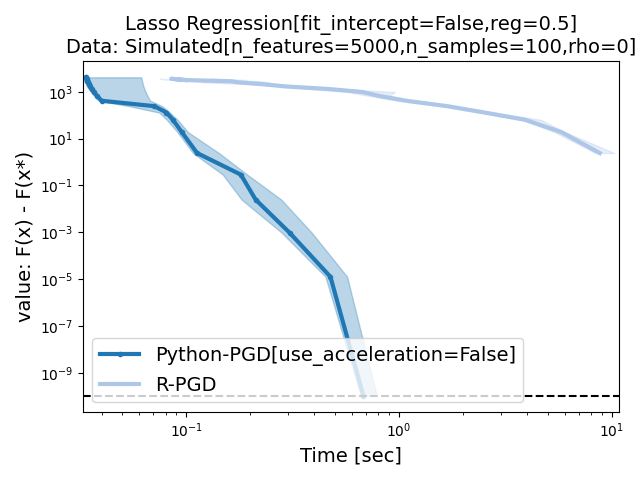 Lasso Regression[fit_intercept=False,reg=0.5]
Data: Simulated[n_features=5000,n_samples=100,rho=0]
value: F(x) - F(x*)
10³
10¹
10⁻¹
10⁻³
10⁻⁵
10⁻⁷
10⁻⁹
Python-PGD[use_acceleration=False]
R-PGD
10⁻¹ 10⁰ 10¹
Time [sec]